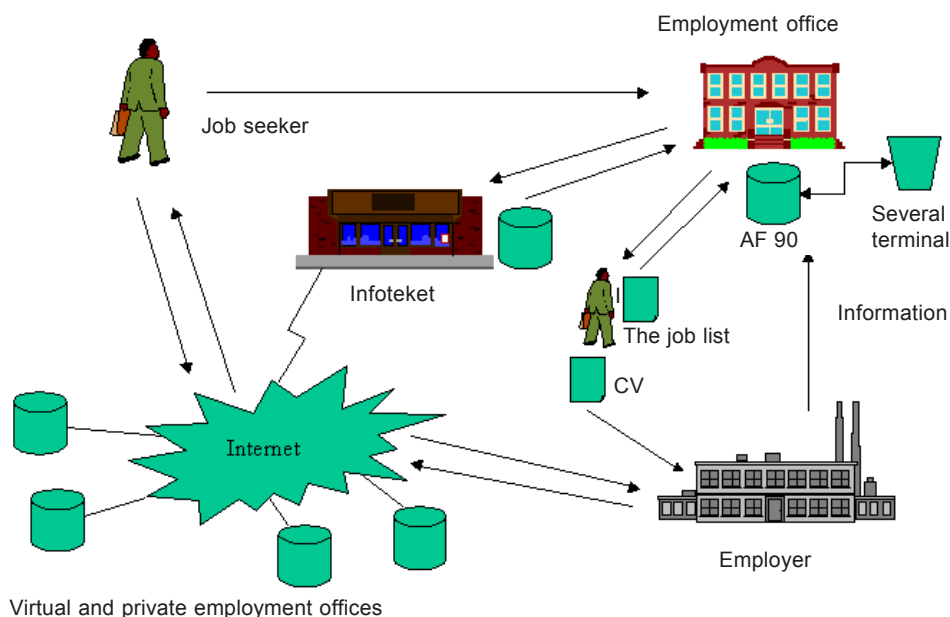 Employment office
Job seeker
Several
terminal
AF 90
Infoteket
Information
The job list
CV
Internet
Employer
Virtual and private employment offices